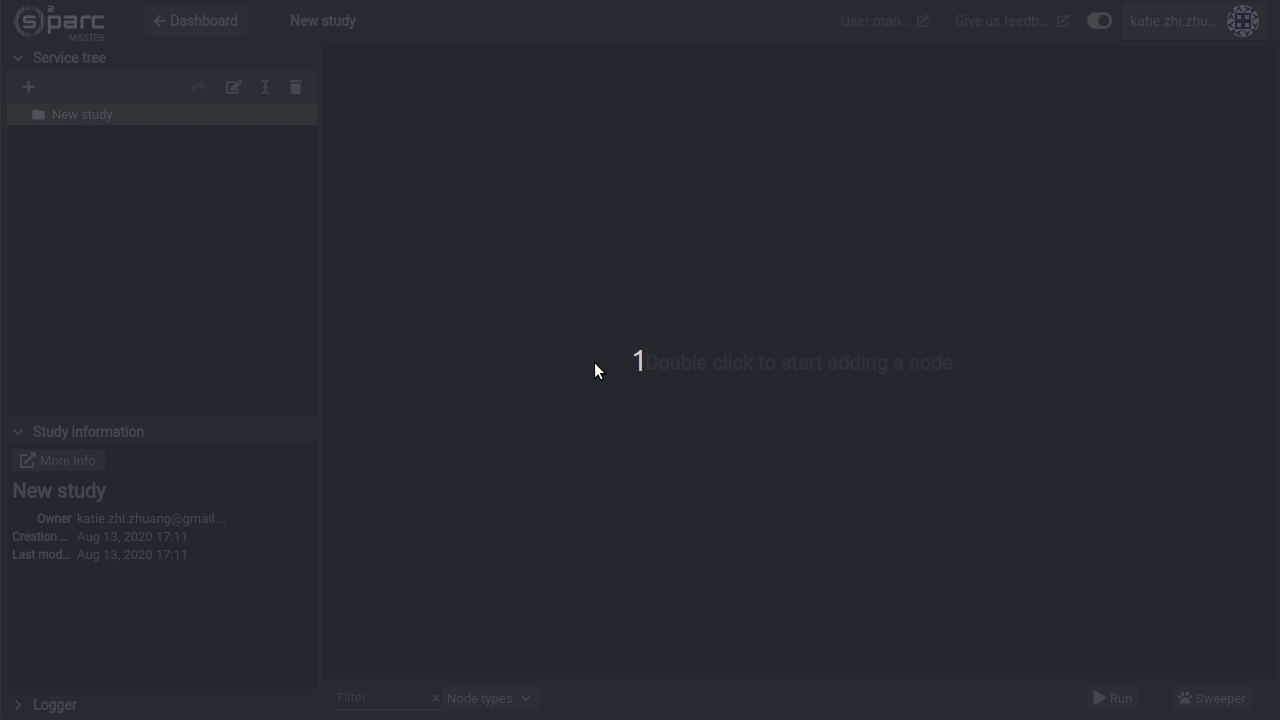 s2parc
MASTER
Dashboard
New study
User man...
Give us feedb...
katie.zhi.zhu...
Service tree
New study
1
Double click to start adding a node
Study information
More Info
New study
Owner katie.zhi.zhuang@gmail....
Creation ... Aug 13, 2020 17:11
Last mod... Aug 13, 2020 17:11
Logger
Filter
Node types
Run
Sweeper